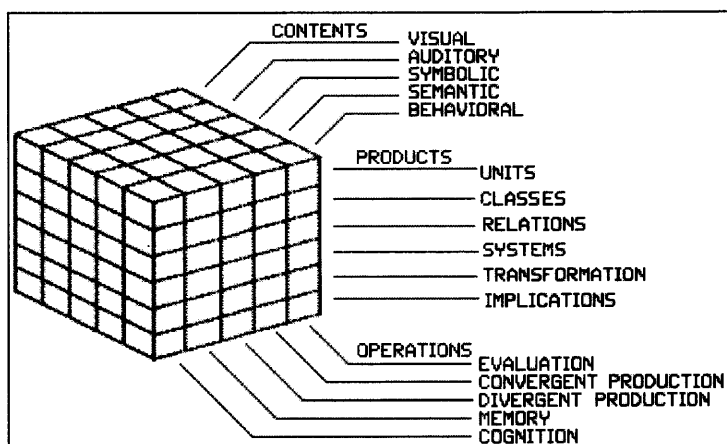 CONTENTS
VISUAL
AUDITORY
SYMBOLIC
SEMANTIC
BEHAVIORAL
PRODUCTS
UNITS
CLASSES
RELATIONS
SYSTEMS
TRANSFORMATION
IMPLICATIONS
OPERATIONS
EVALUATION
CONVERGENT PRODUCTION
DIVERGENT PRODUCTION
MEMORY
COGNITION